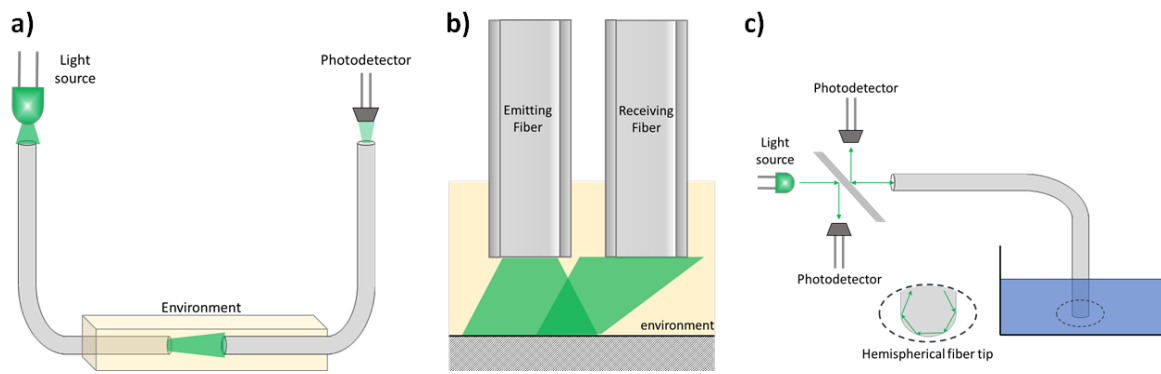 a)
Light
source
Photodetector
Environment
b)
Emitting
Fiber
Receiving
Fiber
environment
c)
Photodetector
Light
source
Photodetector
Hemispherical fiber tip